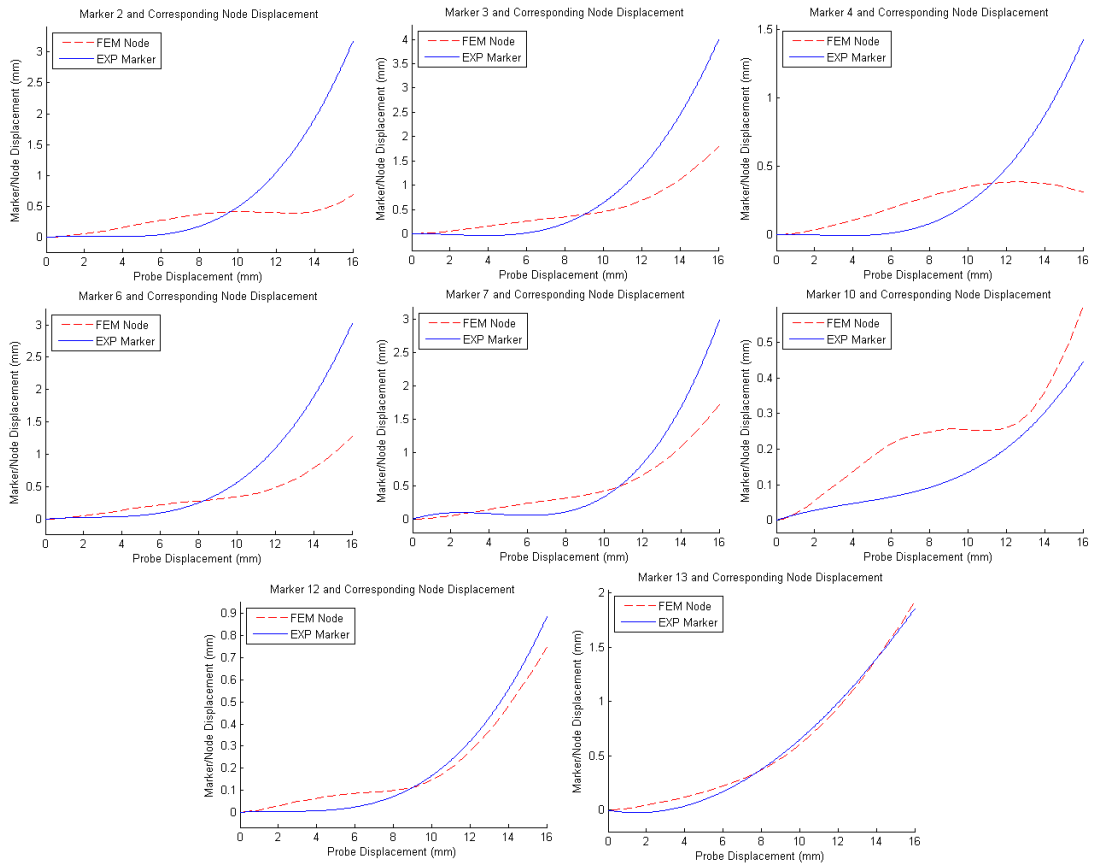 Marker 2 and Corresponding Node Displacement
FEM Node
EXP Marker
Marker/Node Displacement (mm)
3
2.5
2
1.5
1
0.5
0
0 2 4 6 8 10 12 14 16
Probe Displacement (mm)
Marker 3 and Corresponding Node Displacement
FEM Node
EXP Marker
Marker/Node Displacement (mm)
4
3.5
3
2.5
2
1.5
1
0.5
0
0 2 4 6 8 10 12 14 16
Probe Displacement (mm)
Marker 4 and Corresponding Node Displacement
FEM Node
EXP Marker
Marker/Node Displacement (mm)
1.5
1
0.5
0
0 2 4 6 8 10 12 14 16
Probe Displacement (mm)
Marker 6 and Corresponding Node Displacement
FEM Node
EXP Marker
Marker/Node Displacement (mm)
3
2.5
2
1.5
1
0.5
0
0 2 4 6 8 10 12 14 16
Probe Displacement (mm)
Marker 7 and Corresponding Node Displacement
FEM Node
EXP Marker
Marker/Node Displacement (mm)
3
2.5
2
1.5
1
0.5
0
0 2 4 6 8 10 12 14 16
Probe Displacement (mm)
Marker 10 and Corresponding Node Displacement
FEM Node
EXP Marker
Marker/Node Displacement (mm)
0.5
0.4
0.3
0.2
0.1
0
0 2 4 6 8 10 12 14 16
Probe Displacement (mm)
Marker 12 and Corresponding Node Displacement
FEM Node
EXP Marker
Marker/Node Displacement (mm)
0.9
0.8
0.7
0.6
0.5
0.4
0.3
0.2
0.1
0
0 2 4 6 8 10 12 14 16
Probe Displacement (mm)
Marker 13 and Corresponding Node Displacement
FEM Node
EXP Marker
Marker/Node Displacement (mm)
2
1.5
1
0.5
0
0 2 4 6 8 10 12 14 16
Probe Displacement (mm)